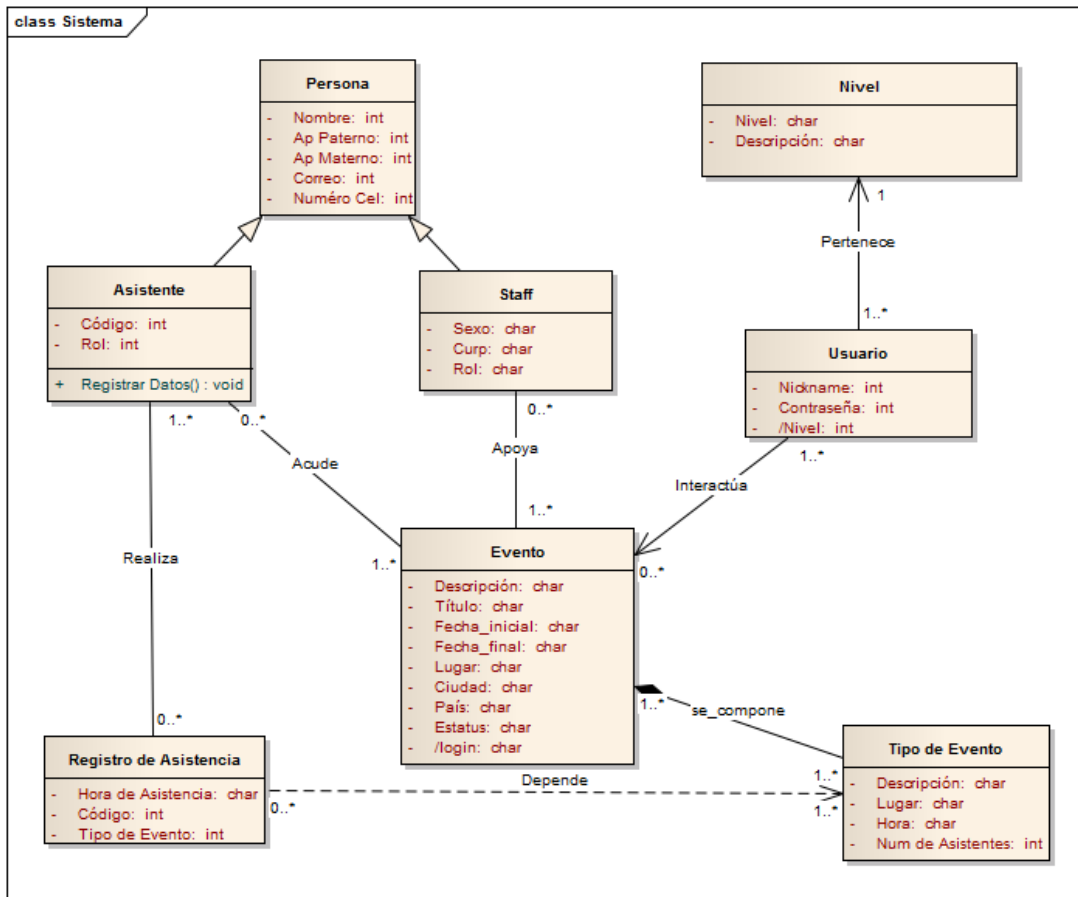 class Sistema
Persona
- Nombre: int
- Ap Paterno: int
- Ap Materno: int
- Correo: int
- Numéro Cel: int
Nivel
- Nivel: char
- Descripción: char
1
Pertenece
1..*
Asistente
- Código: int
- Rol: int
+ Registrar Datos() : void
Staff
- Sexo: char
- Curp: char
- Rol: char
Usuario
- Nickname: int
- Contraseña: int
- /Nivel: int
1..*
0..*
0..*
1..*
Acude
Apoya
Interactúa
1..*
1..*
0..*
Realiza
Evento
- Descripción: char
- Título: char
- Fecha_inicial: char
- Fecha_final: char
- Lugar: char
- Ciudad: char
- País: char
- Estatus: char
- /login: char
1..*
se_compone
1..*
0..*
Registro de Asistencia
- Hora de Asistencia: char
- Código: int
- Tipo de Evento: int
0..*
Depende
1..*
Tipo de Evento
- Descripción: char
- Lugar: char
- Hora: char
- Num de Asistentes: int